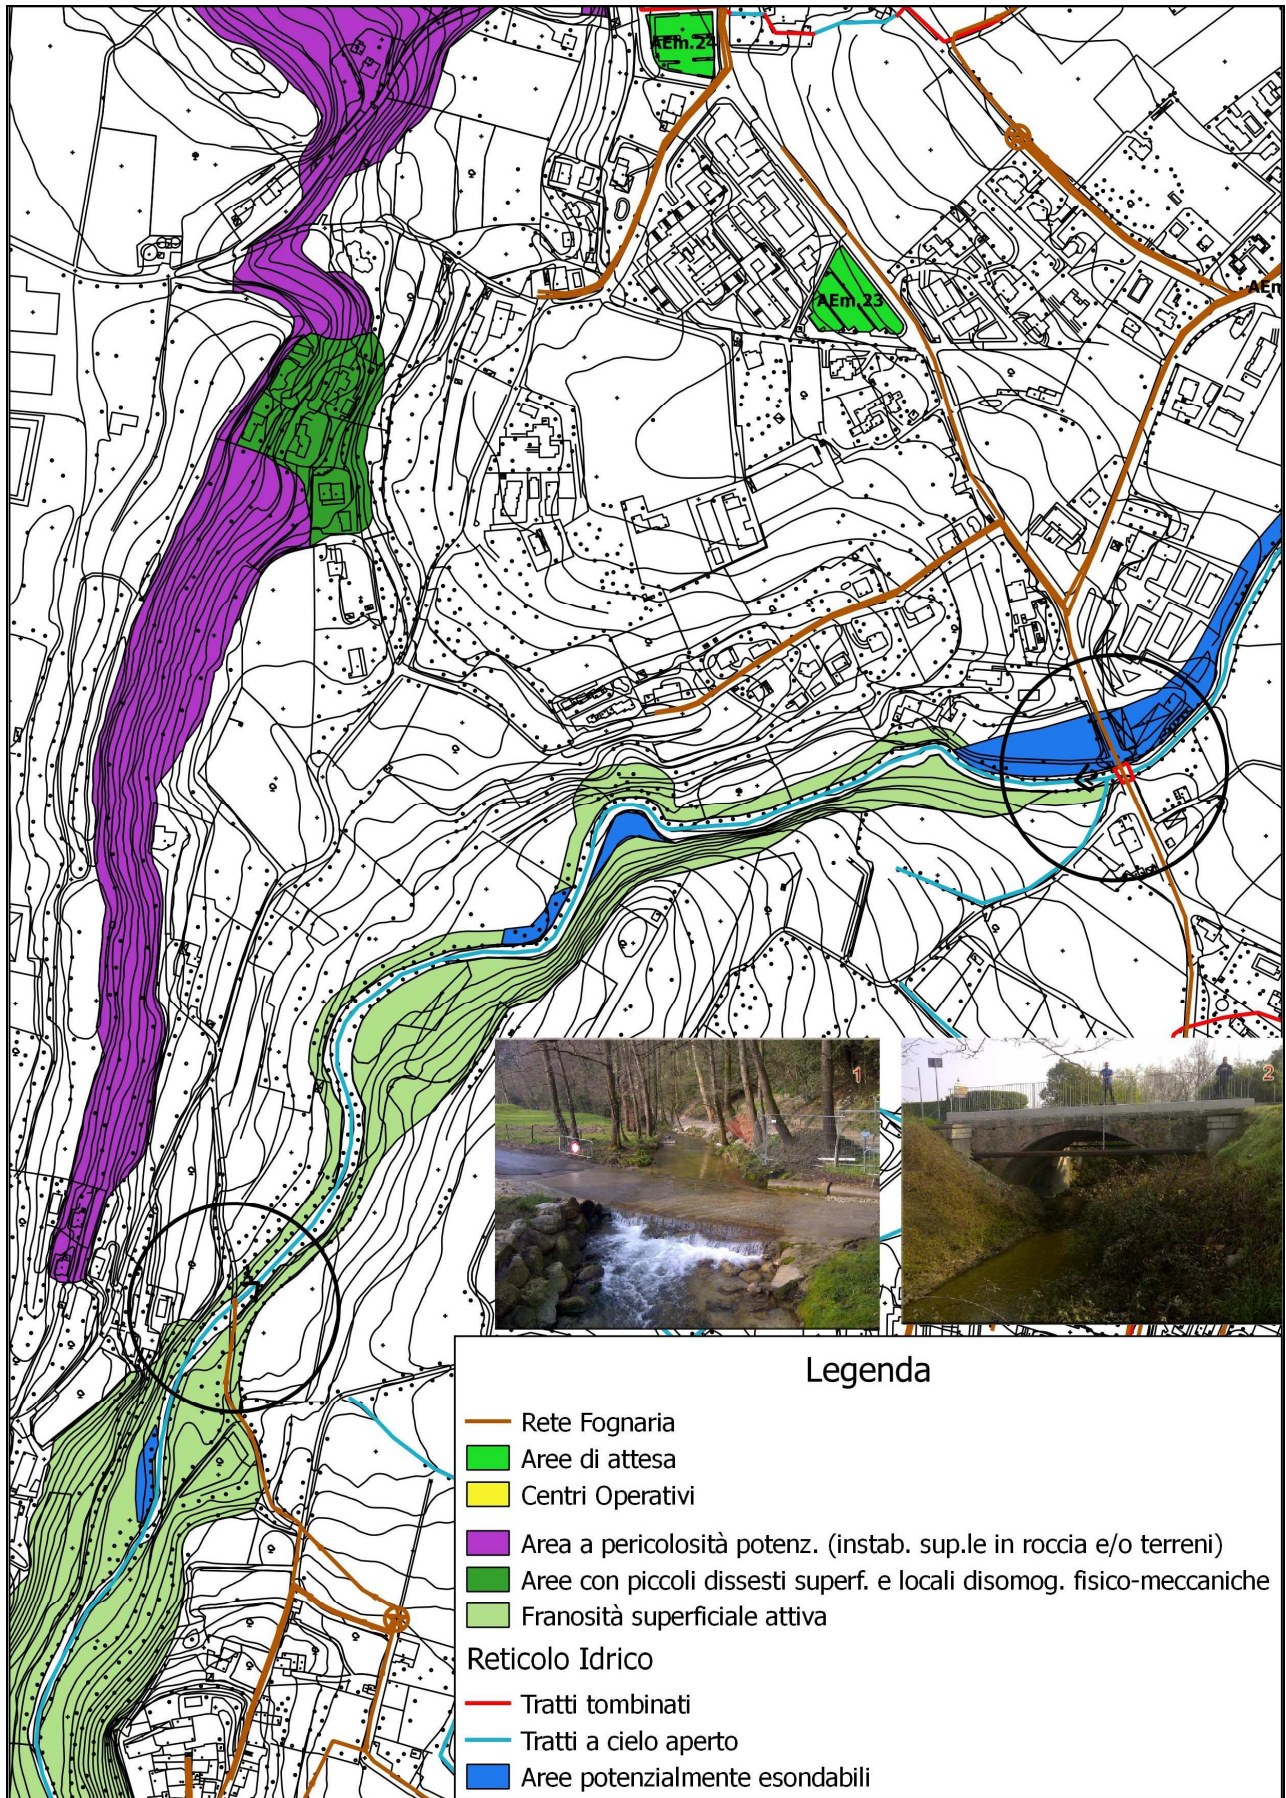 AEm.24
AEm.23
AEm
1
2
1
2
Legenda
Rete Fognaria
Aree di attesa
Centri Operativi
Area a pericolosità potenz. (instab. sup.le in roccia e/o terreni)
Aree con piccoli dissesti superf. e locali disomog. fisico-meccaniche
Franosità superficiale attiva
Reticolo Idrico
Tratti tombinati
Tratti a cielo aperto
Aree potenzialmente esondabili